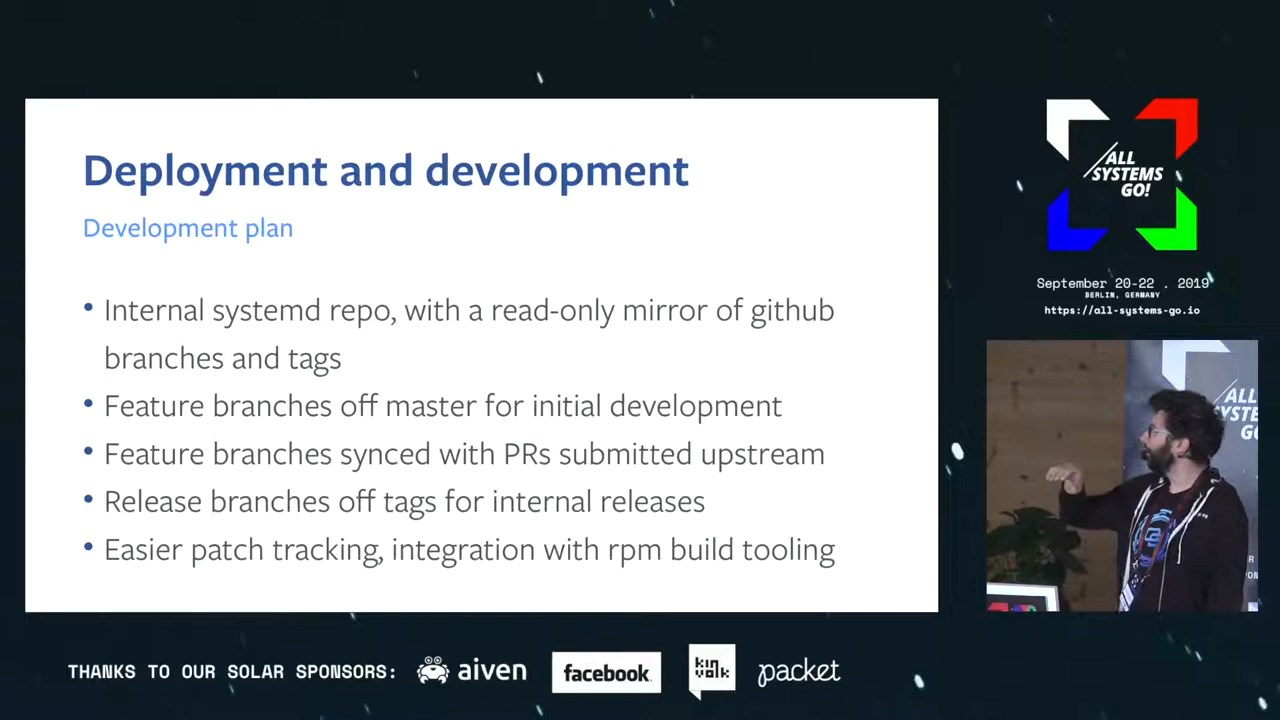 Deployment and development
Development plan
• Internal systemd repo, with a read-only mirror of github
branches and tags
• Feature branches off master for initial development
• Feature branches synced with PRs submitted upstream
• Release branches off tags for internal releases
• Easier patch tracking, integration with rpm build tooling
ALL
SYSTEMS
GO!
September 20-22 . 2019
BERLIN, GERMANY
https://all-systems-go.io
THANKS TO OUR SOLAR SPONSORS:
aiven
facebook
kinvolk
packet